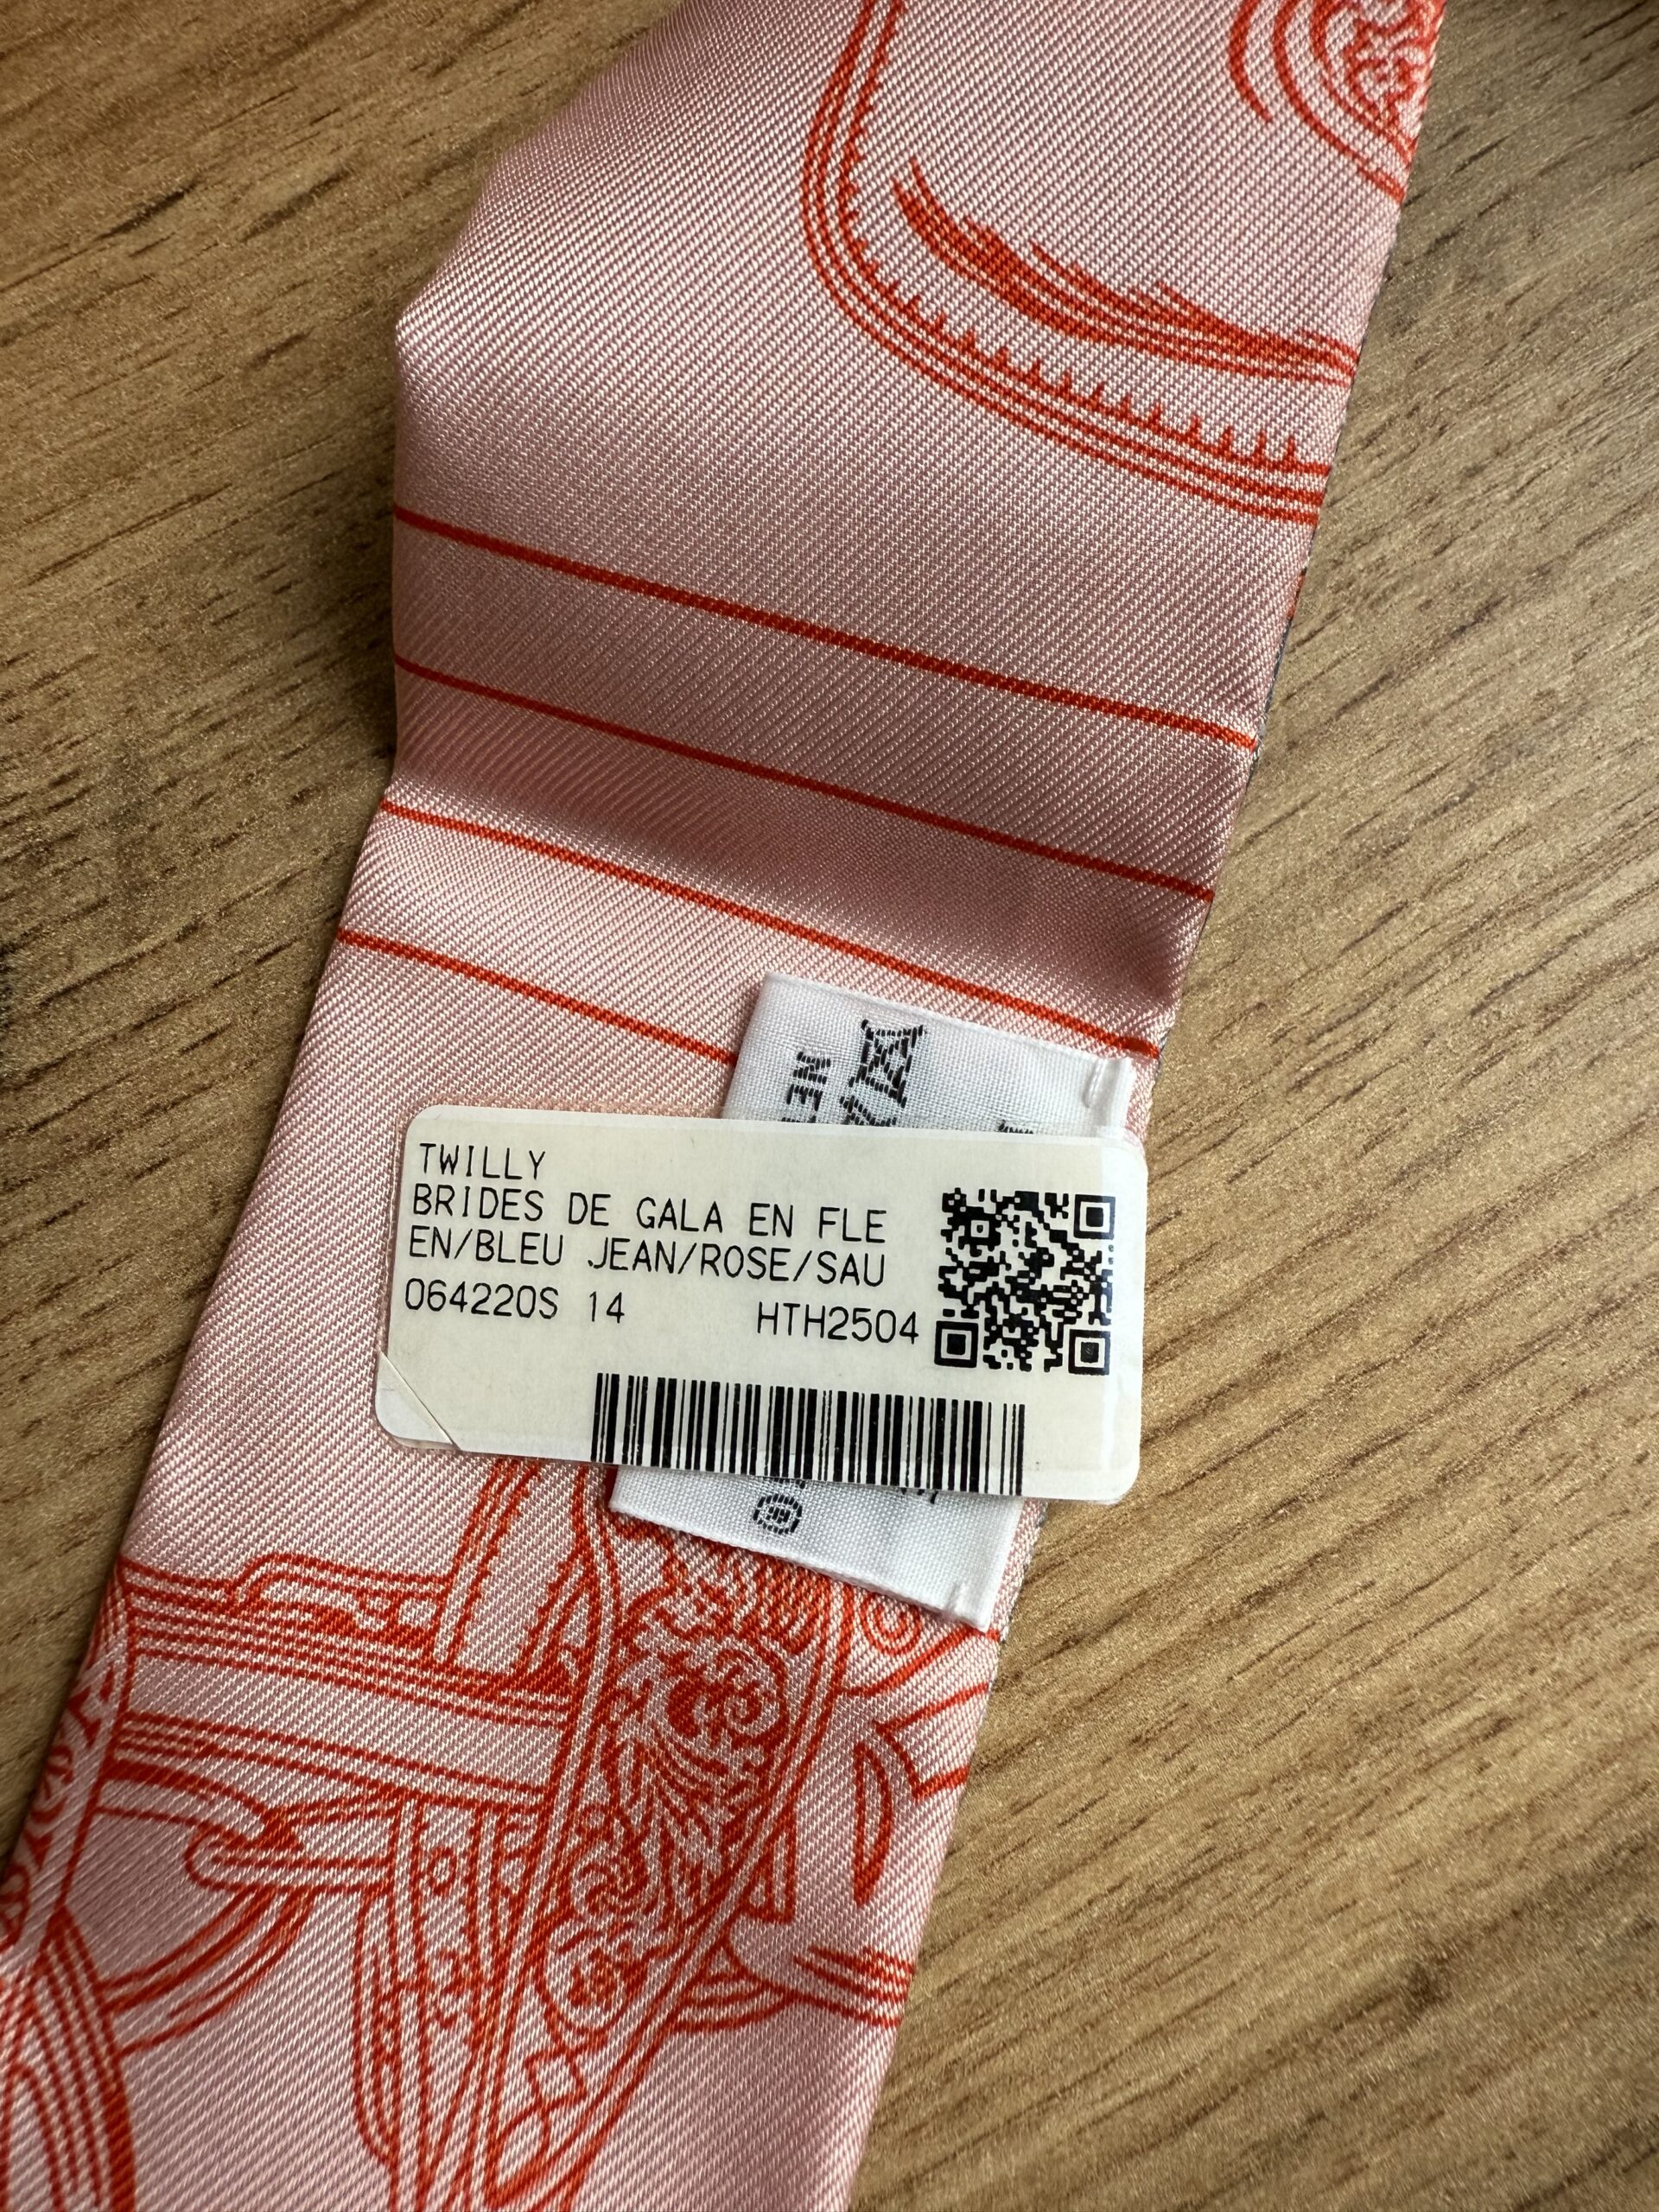 TWILLY
BRIDES DE GALA EN FLE
EN/BLEU JEAN/ROSE/SAU
064220S 14 HTH2504